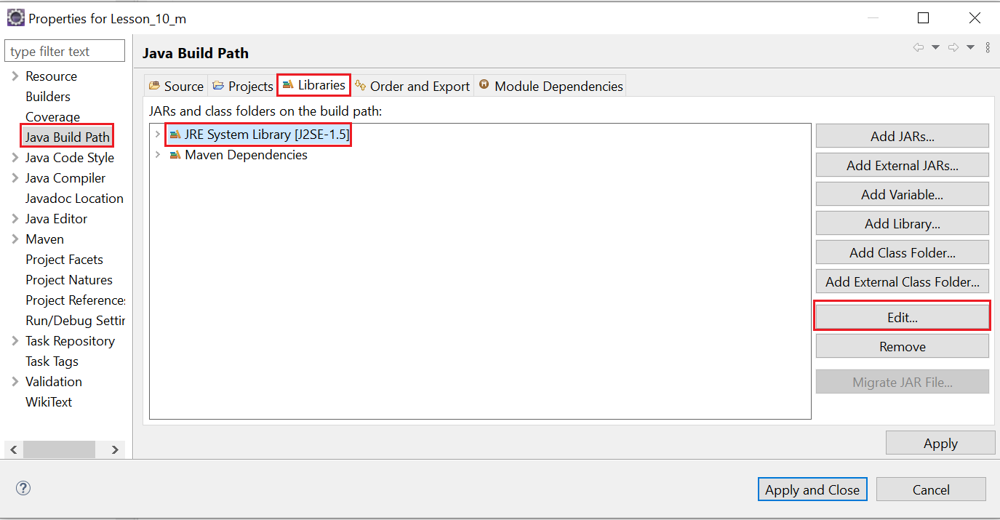 Properties for Lesson_10_m
type filter text
Resource
Builders
Coverage
Java Build Path
Java Code Style
Java Compiler
Javadoc Location
Java Editor
Maven
Project Facets
Project Natures
Project References
Run/Debug Settin
Task Repository
Task Tags
Validation
WikiText
Java Build Path
Source Projects Libraries Order and Export Module Dependencies
JARs and class folders on the build path:
JRE System Library [J2SE-1.5]
Maven Dependencies
Add JARs...
Add External JARs...
Add Variable...
Add Library...
Add Class Folder...
Add External Class Folder...
Edit...
Remove
Migrate JAR File...
Apply
Apply and Close Cancel